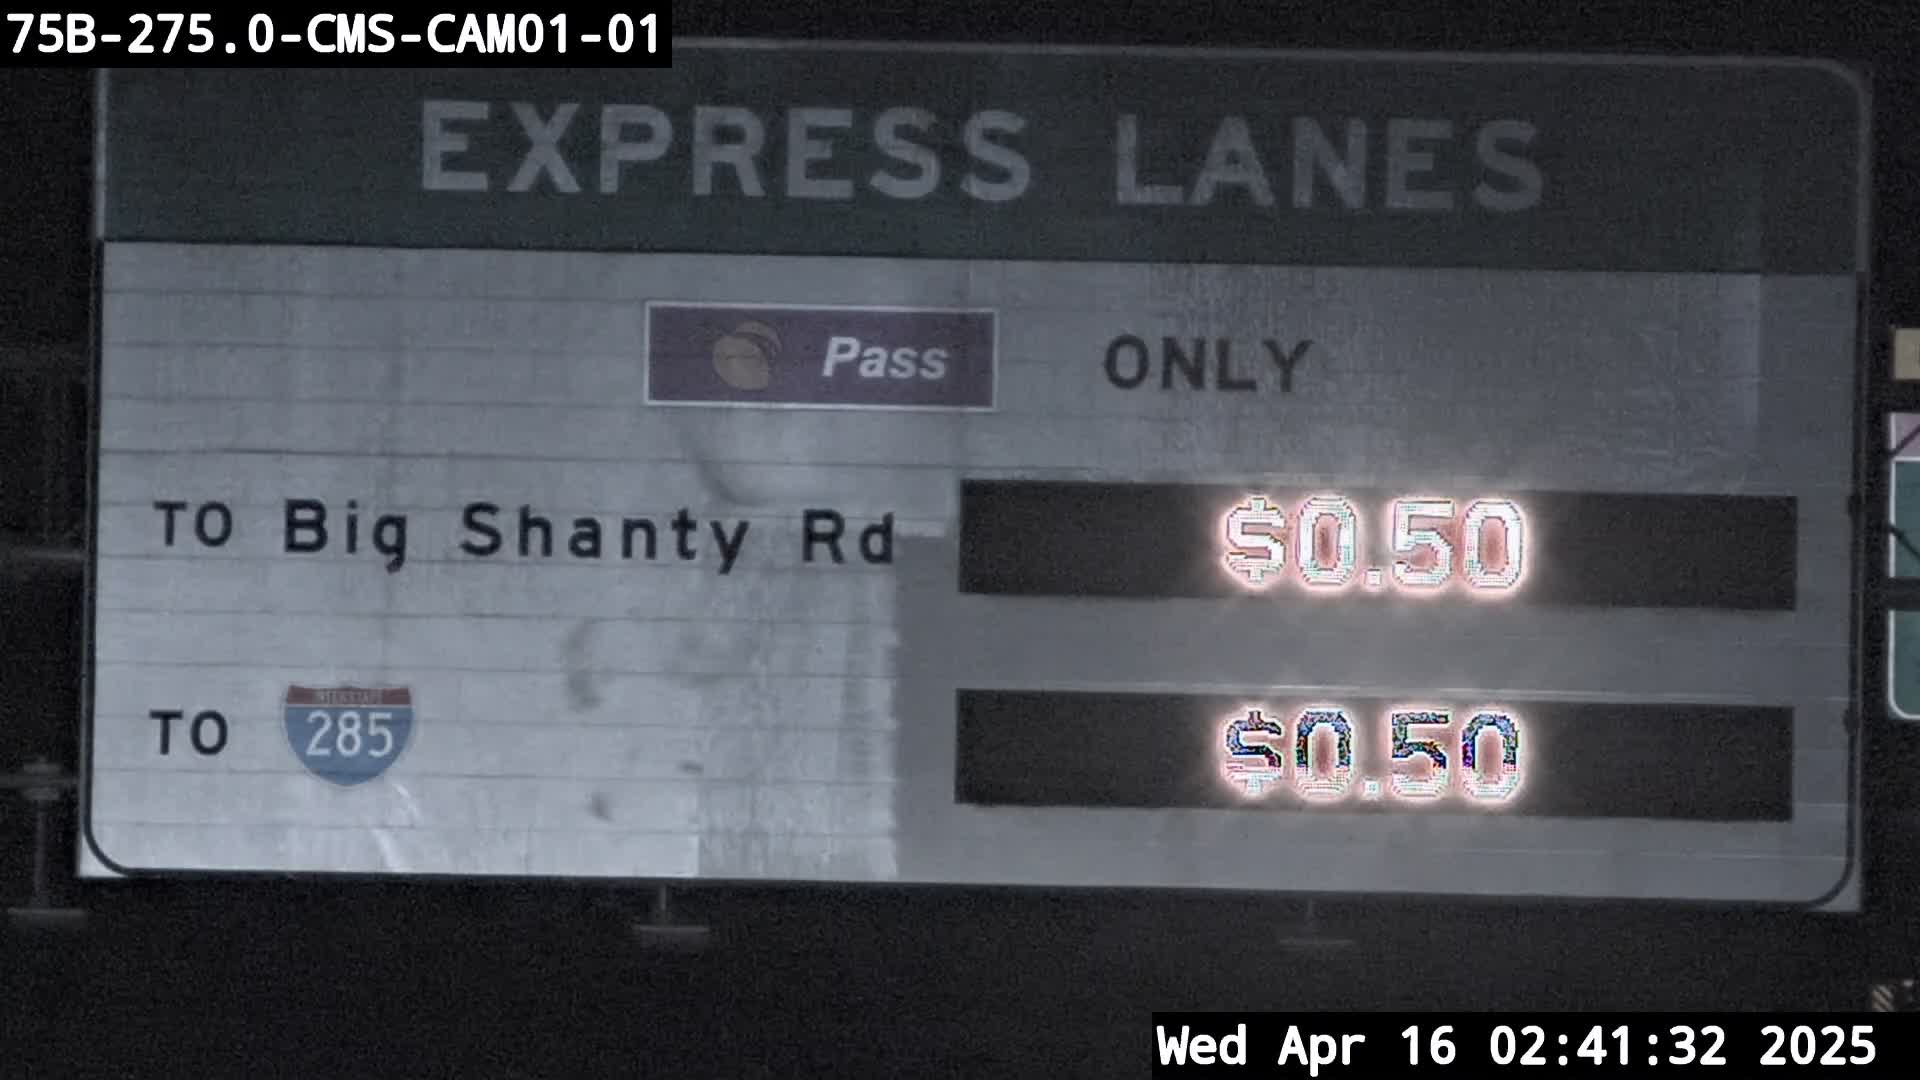 75B-275.0-CMS-CAM01-01
EXPRESS LANES
Pass ONLY
TO Big Shanty Rd $0.50
INTERSTATE
TO 285 $0.50
Wed Apr 16 02:41:32 2025